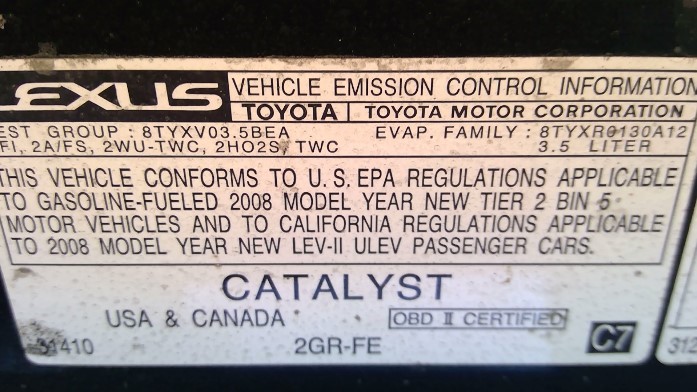 LEXUS VEHICLE EMISSION CONTROL INFORMATION
TOYOTA TOYOTA MOTOR CORPORATION
EST GROUP : 8TYXV03.5BEA EVAP. FAMILY : 8TYXR0130A12
FI, 2A/FS, 2WU-TWC, 2HO2S, TWC 3.5 LITER
THIS VEHICLE CONFORMS TO U.S. EPA REGULATIONS APPLICABLE
TO GASOLINE-FUELED 2008 MODEL YEAR NEW TIER 2 BIN 5
MOTOR VEHICLES AND TO CALIFORNIA REGULATIONS APPLICABLE
TO 2008 MODEL YEAR NEW LEV-II ULEV PASSENGER CARS.
CATALYST
USA & CANADA OBD II CERTIFIED
31410 2GR-FE C7 312